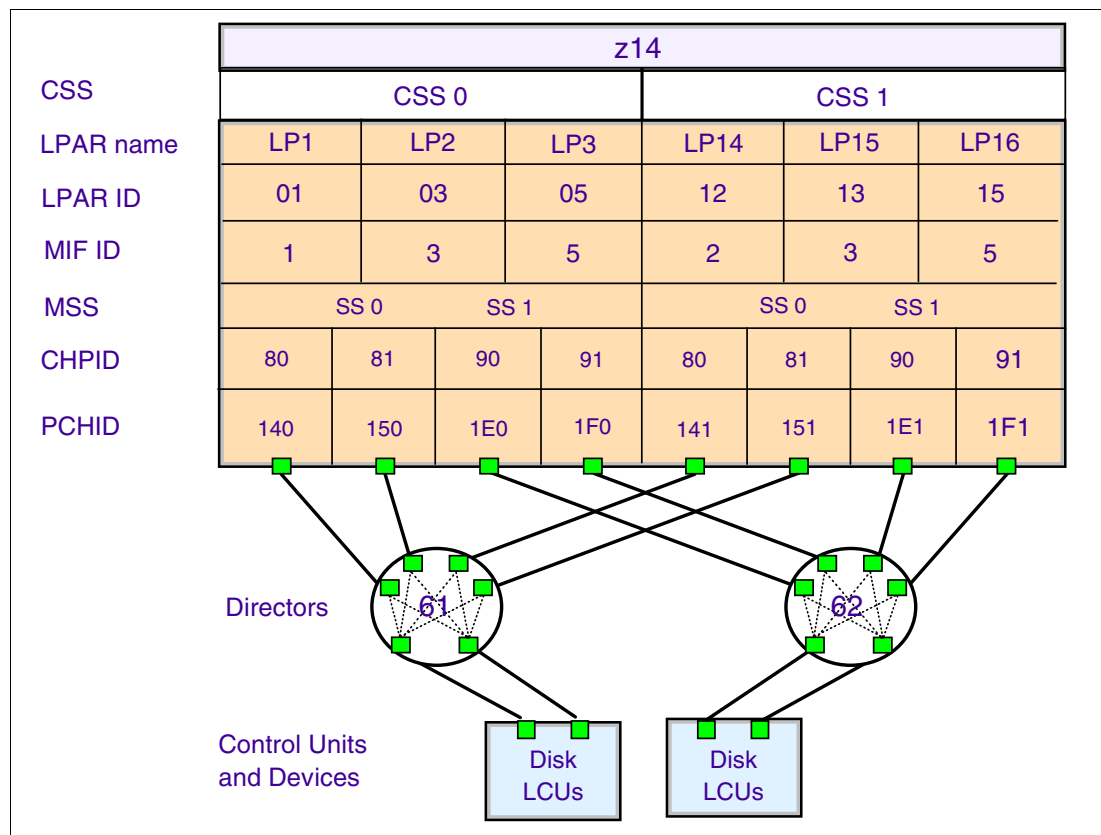 z14
CSS CSS 0 CSS 1
LPAR name LP1 LP2 LP3 LP14 LP15 LP16
LPAR ID 01 03 05 12 13 15
MIF ID 1 3 5 2 3 5
MSS SS 0 SS 1 SS 0 SS 1
CHPID 80 81 90 91 80 81 90 91
PCHID 140 150 1E0 1F0 141 151 1E1 1F1
Directors 61 62
Control Units
and Devices
Disk
LCUs
Disk
LCUs